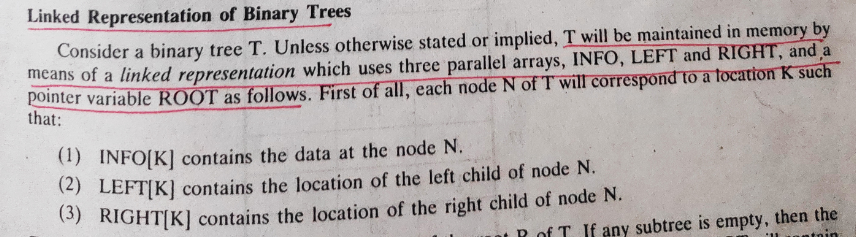 Linked Representation of Binary Trees
Consider a binary tree T. Unless otherwise stated or implied, T will be maintained in memory by
means of a linked representation which uses three parallel arrays, INFO, LEFT and RIGHT, and a
pointer variable ROOT as follows. First of all, each node N of T will correspond to a location K such
that:
(1) INFO[K] contains the data at the node N.
(2) LEFT[K] contains the location of the left child of node N.
(3) RIGHT[K] contains the location of the right child of node N.
R of T. If any subtree is empty, then the